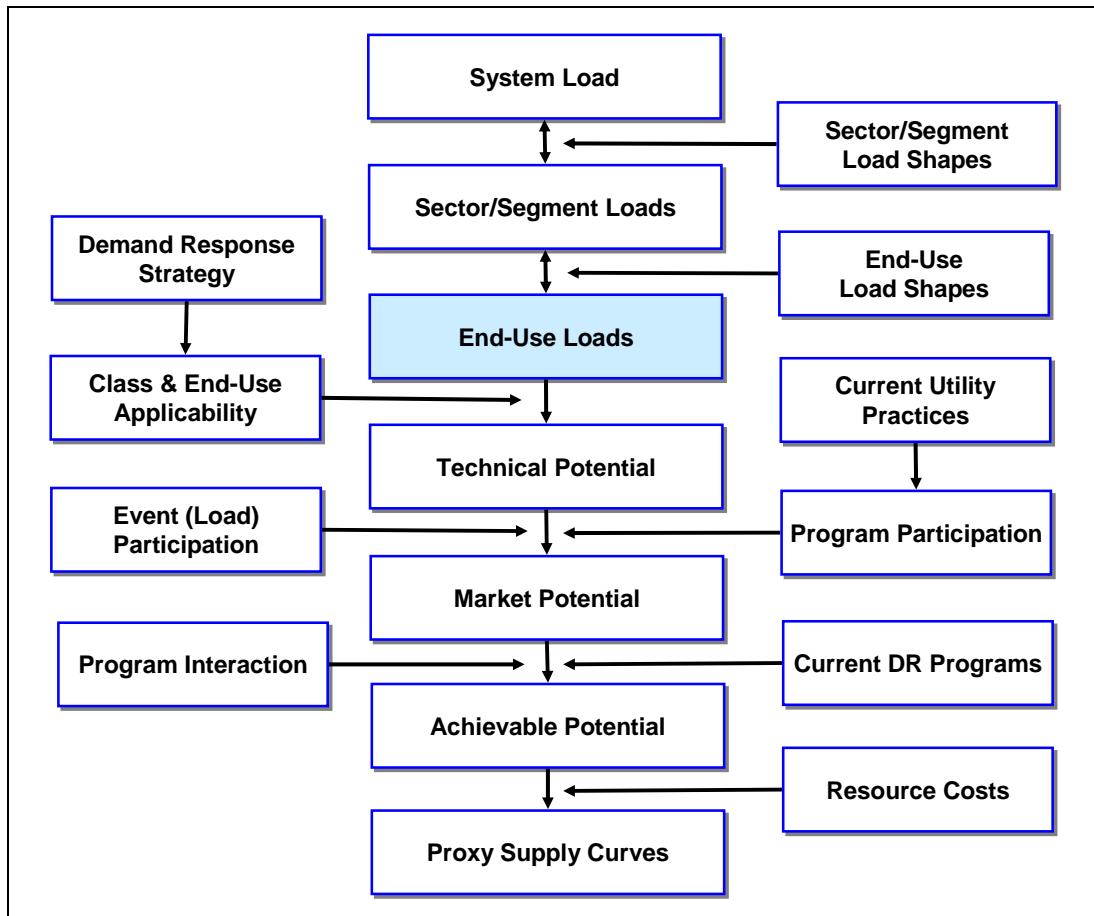 System Load
Sector/Segment
Load Shapes
Sector/Segment Loads
Demand Response
Strategy
End-Use
Load Shapes
End-Use Loads
Class & End-Use
Applicability
Current Utility
Practices
Technical Potential
Event (Load)
Participation
Program Participation
Market Potential
Program Interaction
Current DR Programs
Achievable Potential
Resource Costs
Proxy Supply Curves